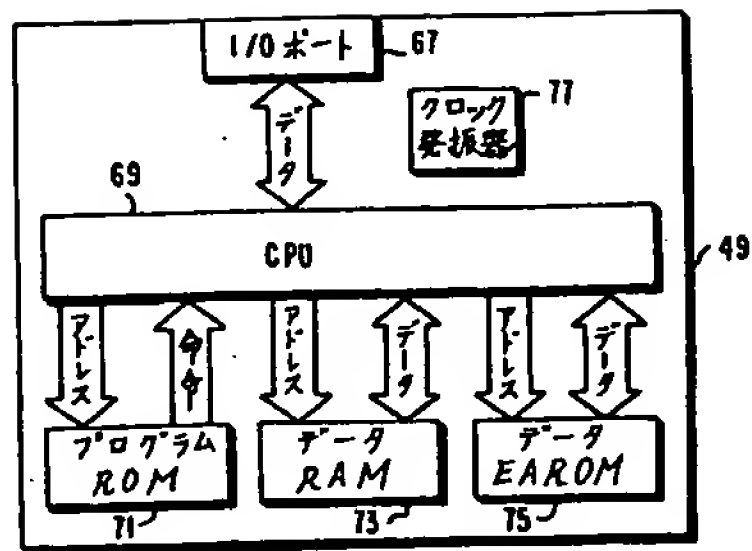 I/Oポート
67
クロック
発振器
77
データ
69
CPU
49
アドレス
命令
アドレス
データ
アドレス
データ
プログラム
ROM
データ
RAM
データ
EAROM
71
73
75